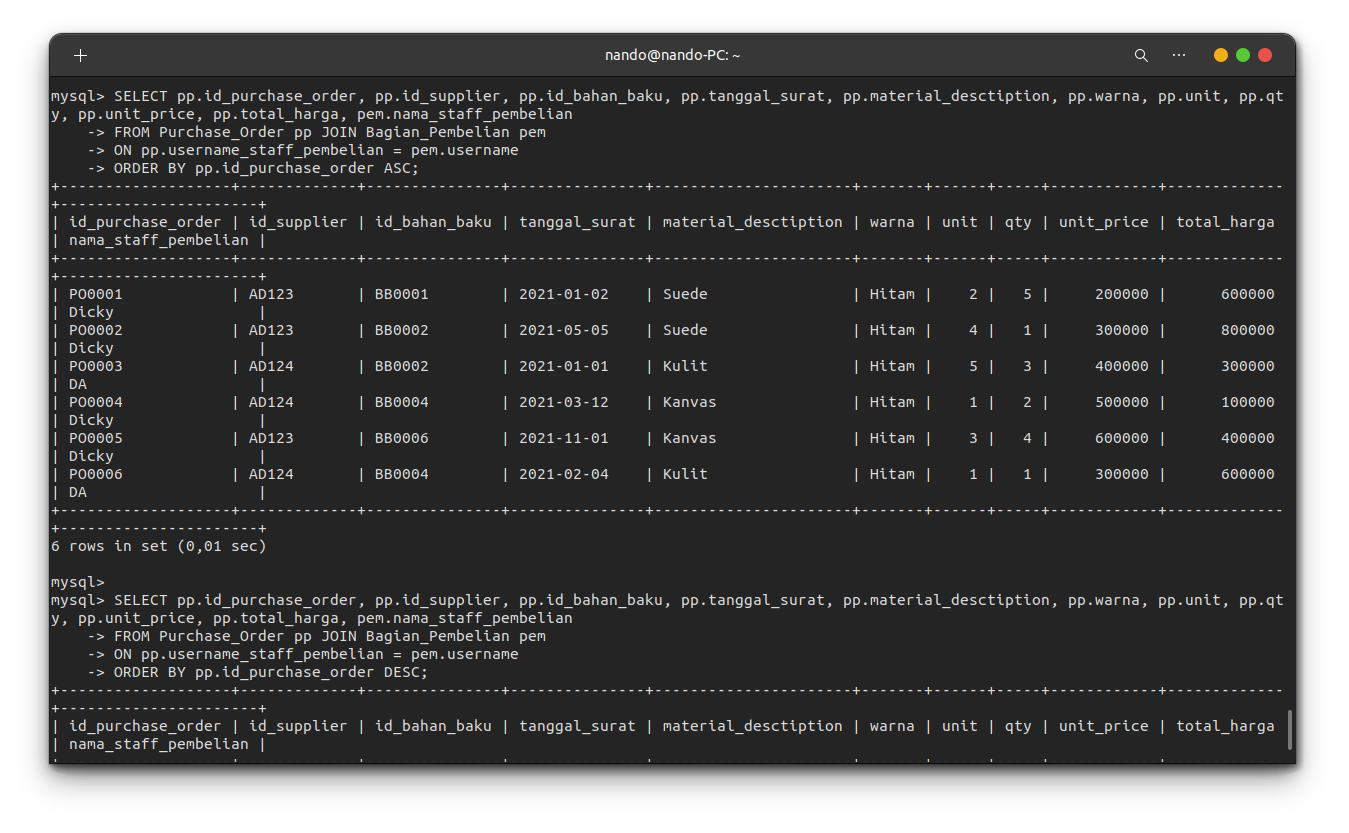 nando@nando-PC: ~
mysql> SELECT pp.id_purchase_order, pp.id_supplier, pp.id_bahan_baku, pp.tanggal_surat, pp.material_desctiption, pp.warna, pp.unit, pp.qt
y, pp.unit_price, pp.total_harga, pem.nama_staff_pembelian
    -> FROM Purchase_Order pp JOIN Bagian_Pembelian pem
    -> ON pp.username_staff_pembelian = pem.username
    -> ORDER BY pp.id_purchase_order ASC;
+-------------------+-------------+---------------+---------------+----------------------+-------+------+-----+------------+-------------
+----------------------+
| id_purchase_order | id_supplier | id_bahan_baku | tanggal_surat | material_desctiption | warna | unit | qty | unit_price | total_harga
| nama_staff_pembelian |
+-------------------+-------------+---------------+---------------+----------------------+-------+------+-----+------------+-------------
+----------------------+
| PO0001            | AD123       | BB0001        | 2021-01-02    | Suede                | Hitam |    2 |   5 |     200000 |      600000
| Dicky                |
| PO0002            | AD123       | BB0002        | 2021-05-05    | Suede                | Hitam |    4 |   1 |     300000 |      800000
| Dicky                |
| PO0003            | AD124       | BB0002        | 2021-01-01    | Kulit                | Hitam |    5 |   3 |     400000 |      300000
| DA                   |
| PO0004            | AD124       | BB0004        | 2021-03-12    | Kanvas               | Hitam |    1 |   2 |     500000 |      100000
| Dicky                |
| PO0005            | AD123       | BB0006        | 2021-11-01    | Kanvas               | Hitam |    3 |   4 |     600000 |      400000
| Dicky                |
| PO0006            | AD124       | BB0004        | 2021-02-04    | Kulit                | Hitam |    1 |   1 |     300000 |      600000
| DA                   |
+-------------------+-------------+---------------+---------------+----------------------+-------+------+-----+------------+-------------
+----------------------+
6 rows in set (0,01 sec)
mysql>
mysql> SELECT pp.id_purchase_order, pp.id_supplier, pp.id_bahan_baku, pp.tanggal_surat, pp.material_desctiption, pp.warna, pp.unit, pp.qt
y, pp.unit_price, pp.total_harga, pem.nama_staff_pembelian
    -> FROM Purchase_Order pp JOIN Bagian_Pembelian pem
    -> ON pp.username_staff_pembelian = pem.username
    -> ORDER BY pp.id_purchase_order DESC;
+-------------------+-------------+---------------+---------------+----------------------+-------+------+-----+------------+-------------
+----------------------+
| id_purchase_order | id_supplier | id_bahan_baku | tanggal_surat | material_desctiption | warna | unit | qty | unit_price | total_harga
| nama_staff_pembelian |